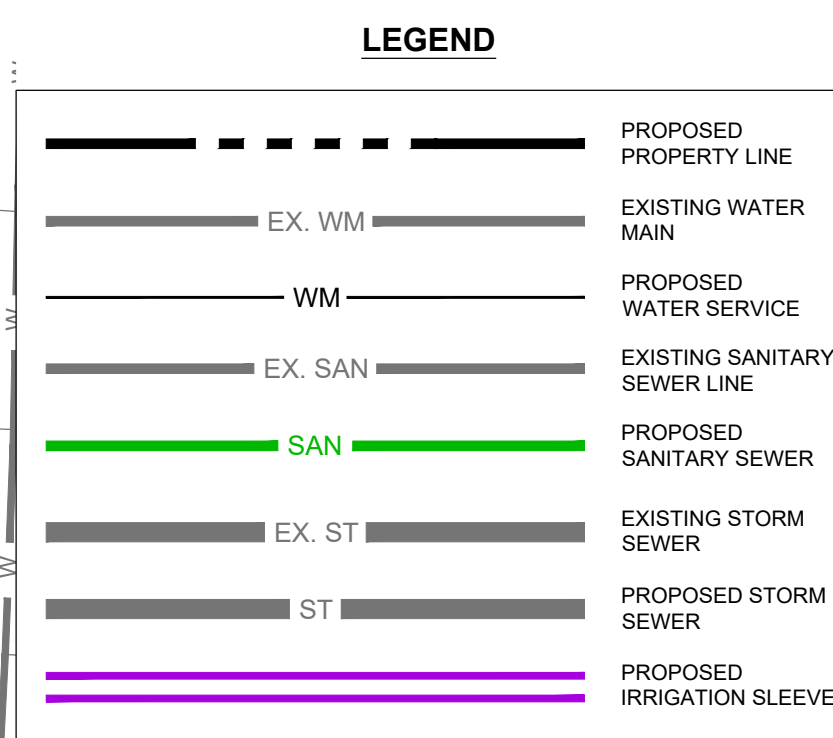 LEGEND
PROPOSED
PROPERTY LINE
EX. WM
EXISTING WATER
MAIN
WM
PROPOSED
WATER SERVICE
EX. SAN
EXISTING SANITARY
SEWER LINE
SAN
PROPOSED
SANITARY SEWER
EX. ST
EXISTING STORM
SEWER
ST
PROPOSED STORM
SEWER
PROPOSED
IRRIGATION SLEEVE
W
W
W